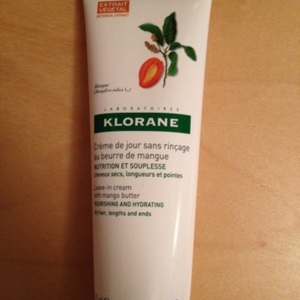 EXTRAIT
VÉGÉTAL
BOTANICAL EXTRACT
Mangue
LABORATOIRES
KLORANE
Crème de jour sans rinçage
au beurre de mangue
NUTRITION ET SOUPLESSE
Cheveux secs, longueurs et pointes
Leave-in cream
with mango butter
NOURISHING AND HYDRATING
Dry hair, lengths and ends